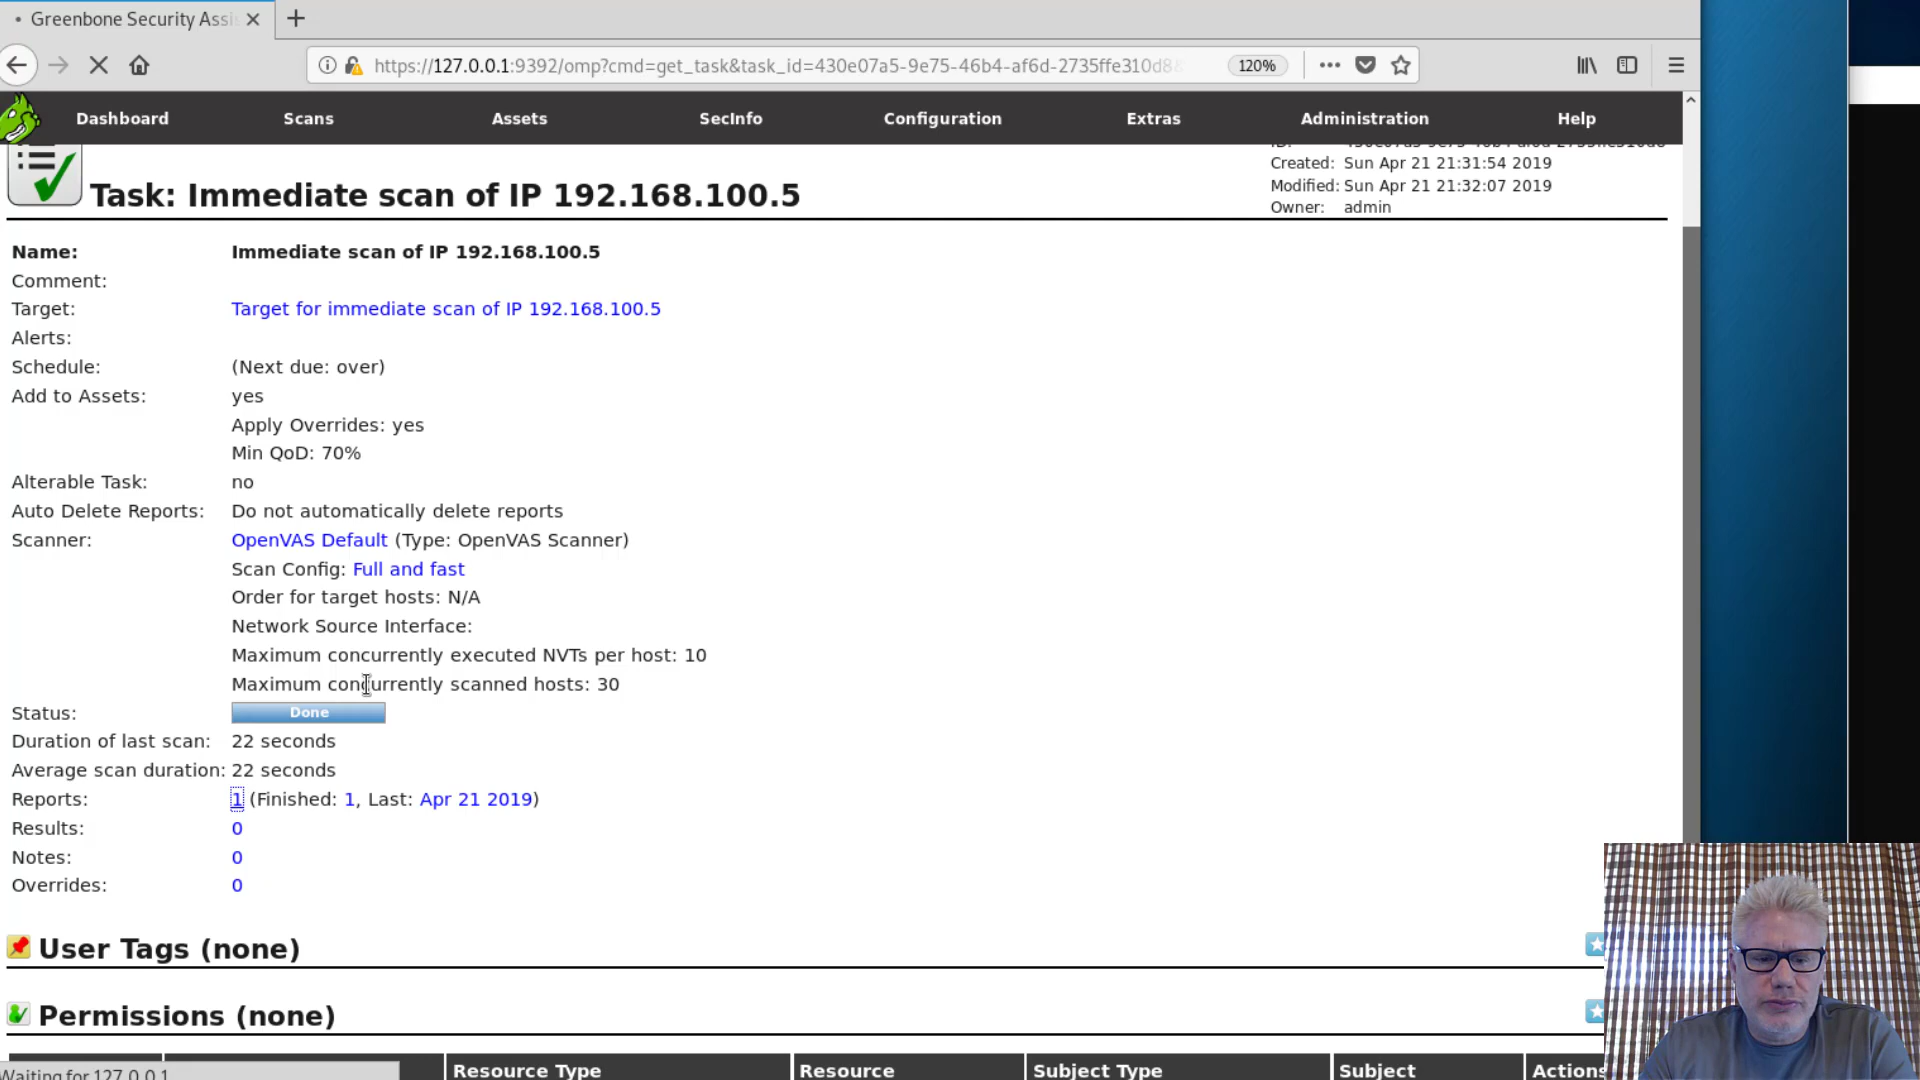 Greenbone Security Assi
https://127.0.0.1:9392/omp?cmd=get_task&task_id=430e07a5-9e75-46b4-af6d-2735ffe310d8&
120%
Dashboard Scans Assets SecInfo Configuration Extras Administration Help
Created: Sun Apr 21 21:31:54 2019
Modified: Sun Apr 21 21:32:07 2019
Owner: admin
Task: Immediate scan of IP 192.168.100.5
Name: Immediate scan of IP 192.168.100.5
Comment:
Target: Target for immediate scan of IP 192.168.100.5
Alerts:
Schedule: (Next due: over)
Add to Assets: yes
Apply Overrides: yes
Min QoD: 70%
Alterable Task: no
Auto Delete Reports: Do not automatically delete reports
Scanner: OpenVAS Default (Type: OpenVAS Scanner)
Scan Config: Full and fast
Order for target hosts: N/A
Network Source Interface:
Maximum concurrently executed NVTs per host: 10
Maximum concurrently scanned hosts: 30
Status: Done
Duration of last scan: 22 seconds
Average scan duration: 22 seconds
Reports: 1 (Finished: 1, Last: Apr 21 2019)
Results: 0
Notes: 0
Overrides: 0
User Tags (none)
Permissions (none)
Resource Type Resource Subject Type Subject Actions
Waiting for 127.0.0.1